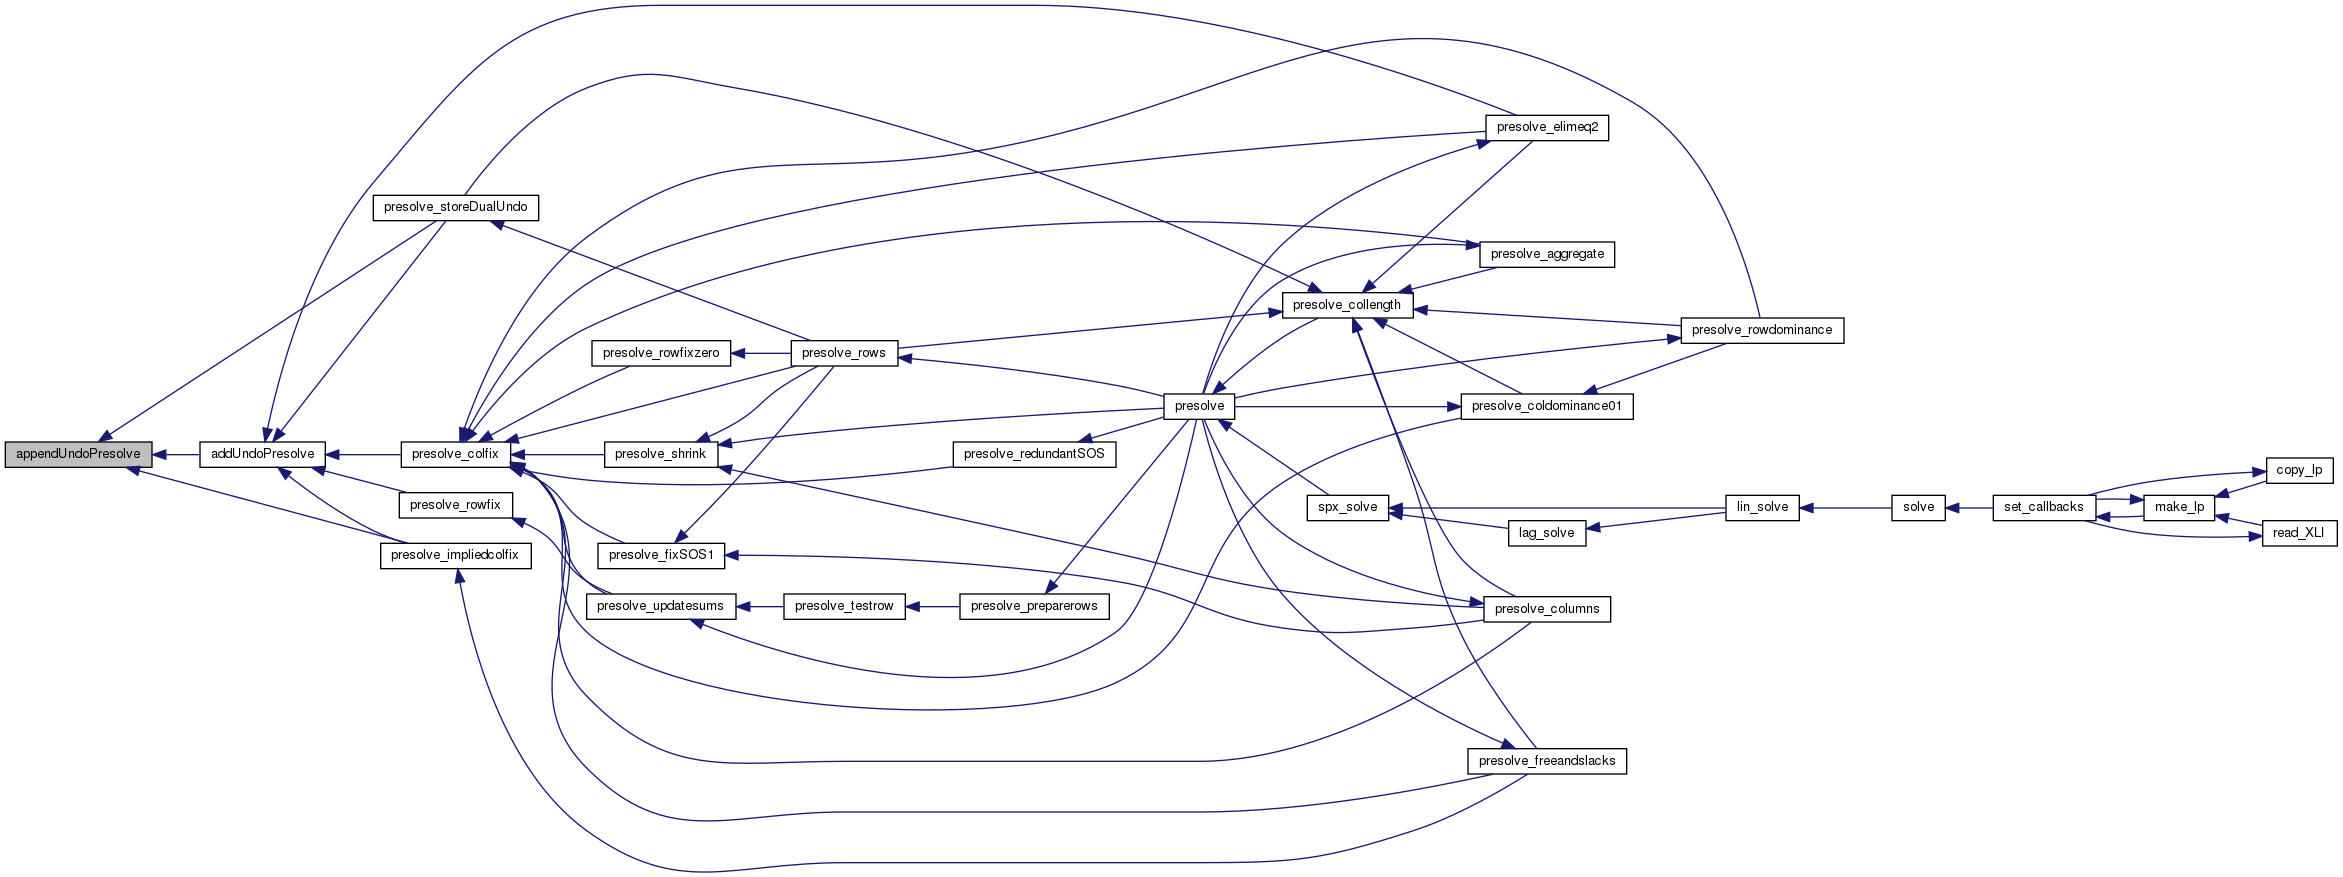 appendUndoPresolve
presolve_storeDualUndo
addUndoPresolve
presolve_colfix
presolve_rowfix
presolve_impliedcolfix
presolve_rowfixzero
presolve_shrink
presolve_fixSOS1
presolve_updatesums
presolve_rows
presolve_testrow
presolve_redundantSOS
presolve_preparerows
presolve
presolve_collength
spx_solve
presolve_elimeq2
presolve_aggregate
presolve_coldominance01
lag_solve
presolve_columns
presolve_freeandslacks
presolve_rowdominance
lin_solve
solve
set_callbacks
make_lp
copy_lp
read_XLI